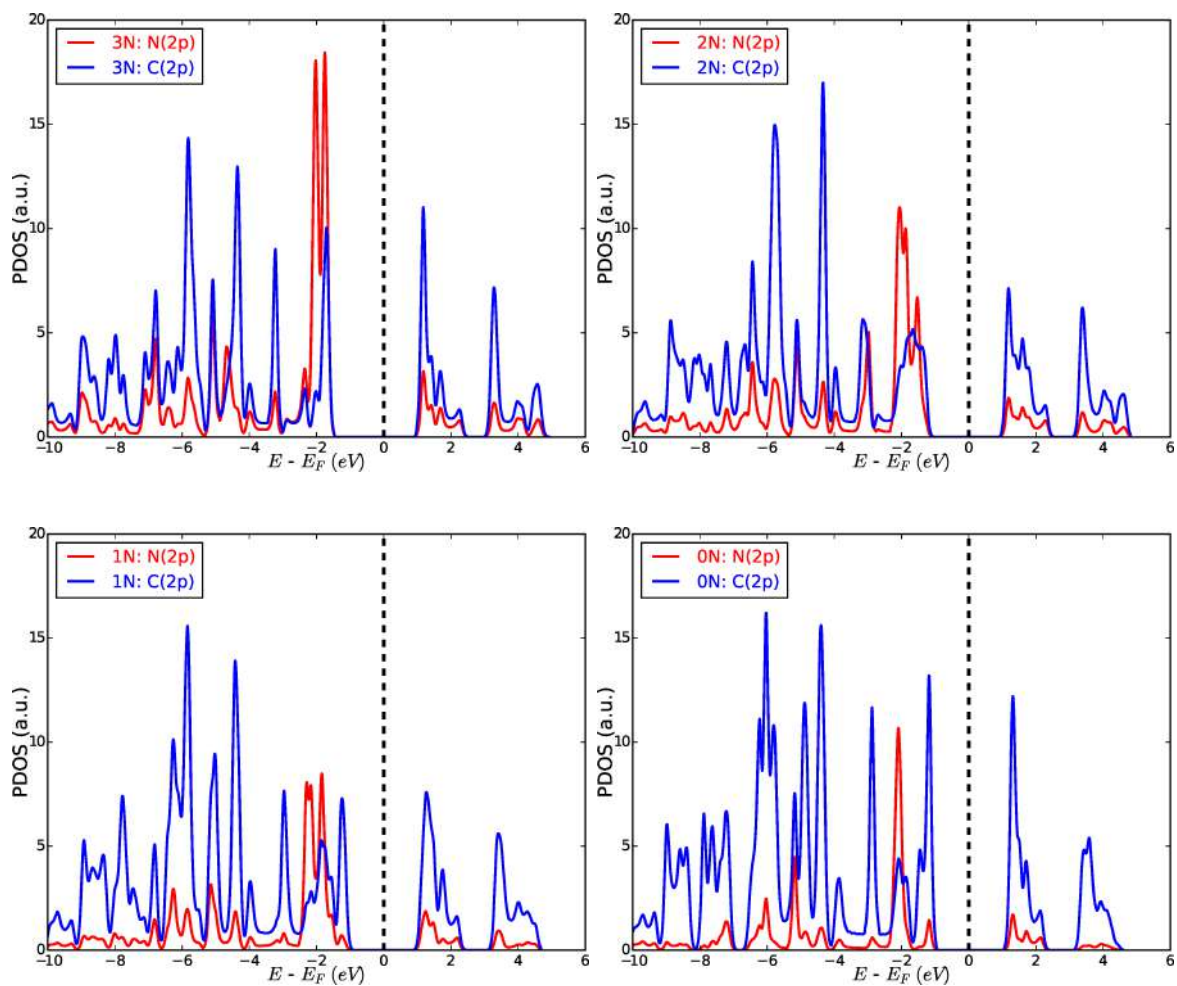 20
15
10
5
0
PDOS (a.u.)
3N: N(2p)
3N: C(2p)
−10 −8 −6 −4 −2 0 2 4 6
E - E_F (eV)
20
15
10
5
0
PDOS (a.u.)
2N: N(2p)
2N: C(2p)
−10 −8 −6 −4 −2 0 2 4 6
E - E_F (eV)
20
15
10
5
0
PDOS (a.u.)
1N: N(2p)
1N: C(2p)
−10 −8 −6 −4 −2 0 2 4 6
E - E_F (eV)
20
15
10
5
0
PDOS (a.u.)
0N: N(2p)
0N: C(2p)
−10 −8 −6 −4 −2 0 2 4 6
E - E_F (eV)